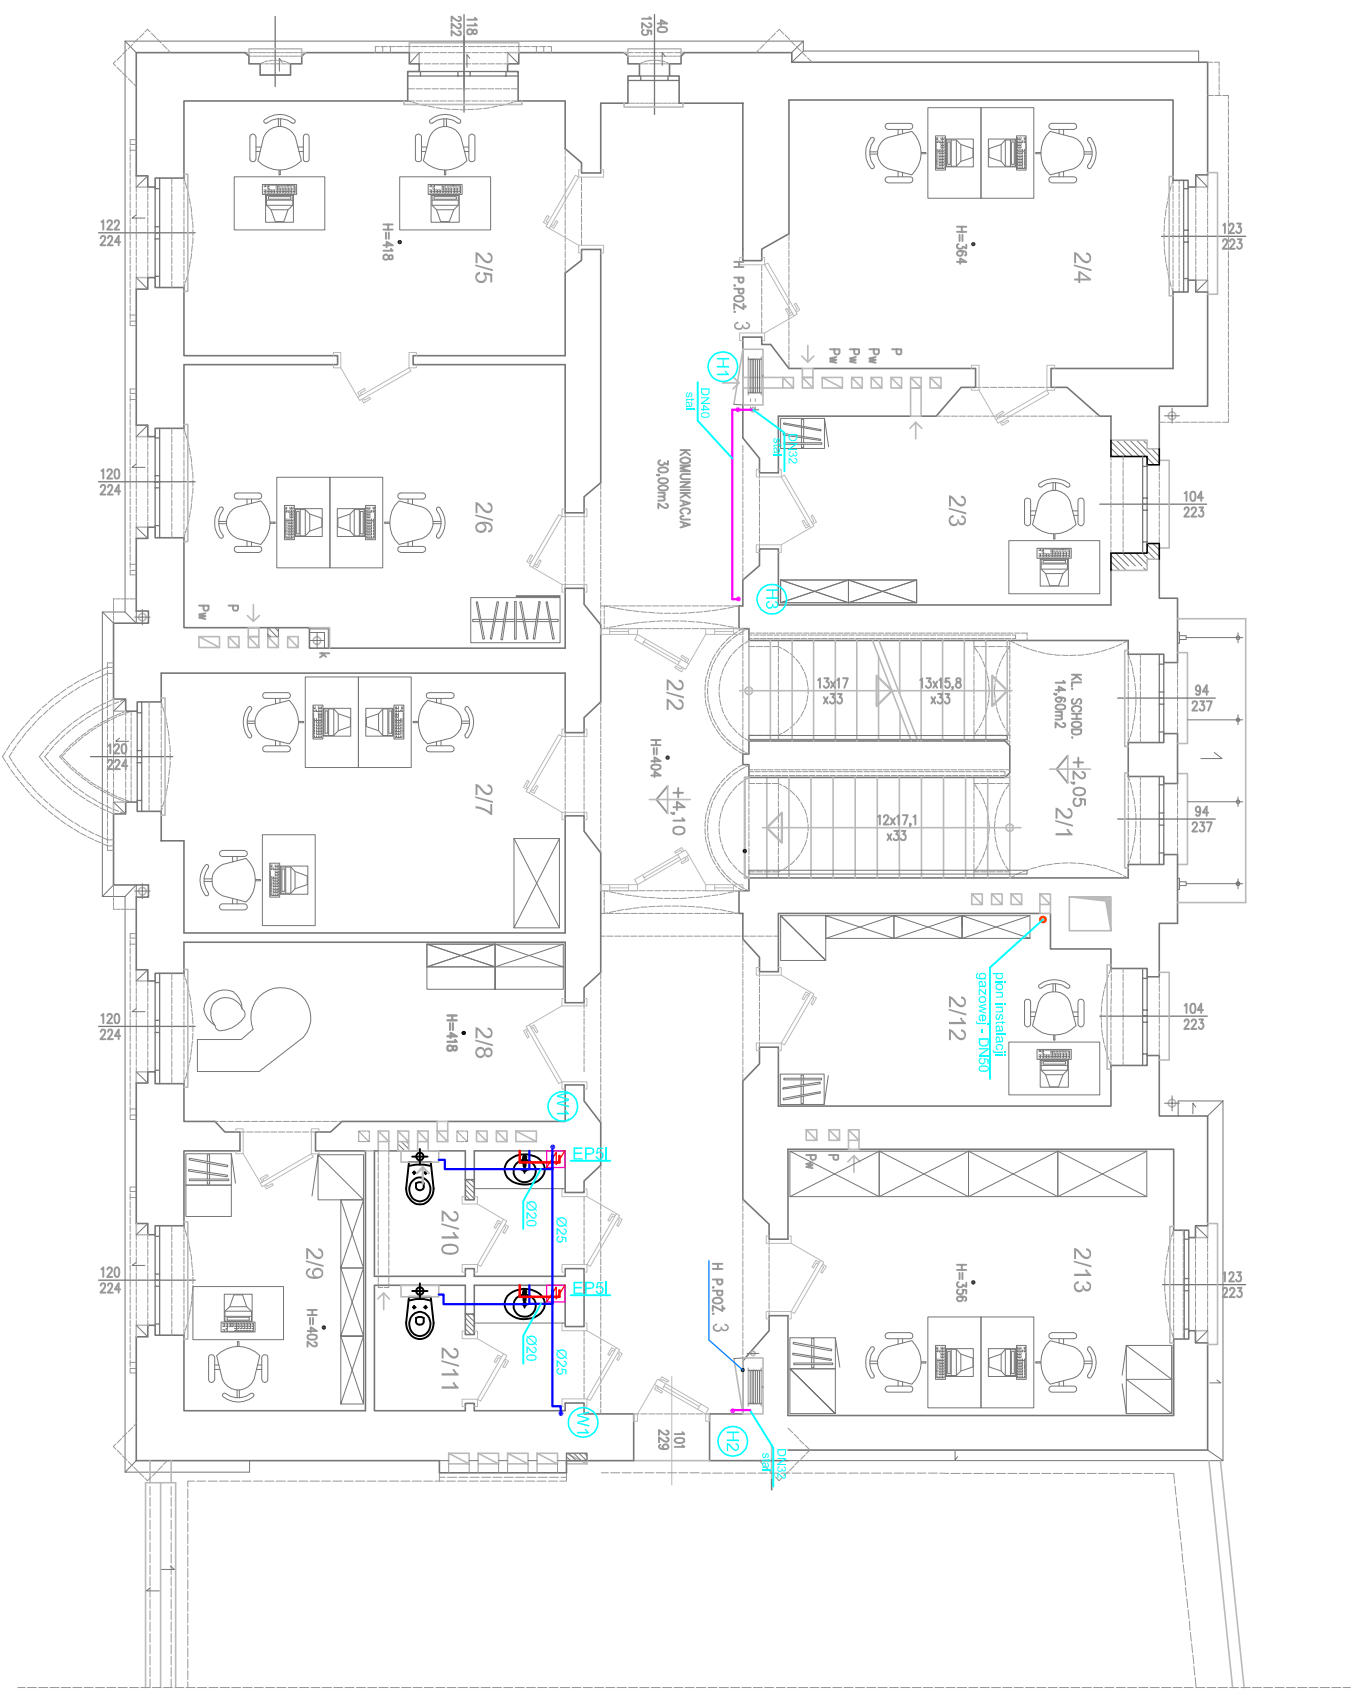 118
222
40
125
122
224
2/5
H=418
H P.POŻ. 3
2/4
H=364
123
223
H1
Pw
Pw
Pw
P
DN40
stal
DN32
stal
120
224
2/6
KOMUNIKACJA
30,00m2
2/3
104
223
H3
Pw
P
k
2/2
H=404
+4,10
13x17
x33
13x15,8
x33
KL. SCHOD.
14,60m2
+2,05
2/1
94
237
1
94
237
12x17,1
x33
120
224
2/7
120
224
2/8
H=418
W1
2/12
pion instalacji
gazowej - DN50
104
223
EP5l
Ø20
Ø25
2/10
Pw
P
2/9
H=402
120
224
EP5l
Ø20
Ø25
2/11
W1
H P.POŻ. 3
H2
DN32
stal
101
229
2/13
H=356
123
223